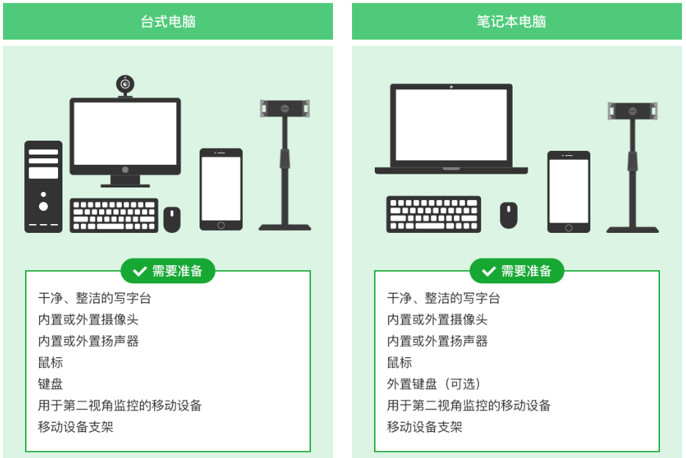 台式电脑
需要准备
干净、整洁的写字台
内置或外置摄像头
内置或外置扬声器
鼠标
键盘
用于第二视角监控的移动设备
移动设备支架
笔记本电脑
需要准备
干净、整洁的写字台
内置或外置摄像头
内置或外置扬声器
鼠标
外置键盘（可选）
用于第二视角监控的移动设备
移动设备支架